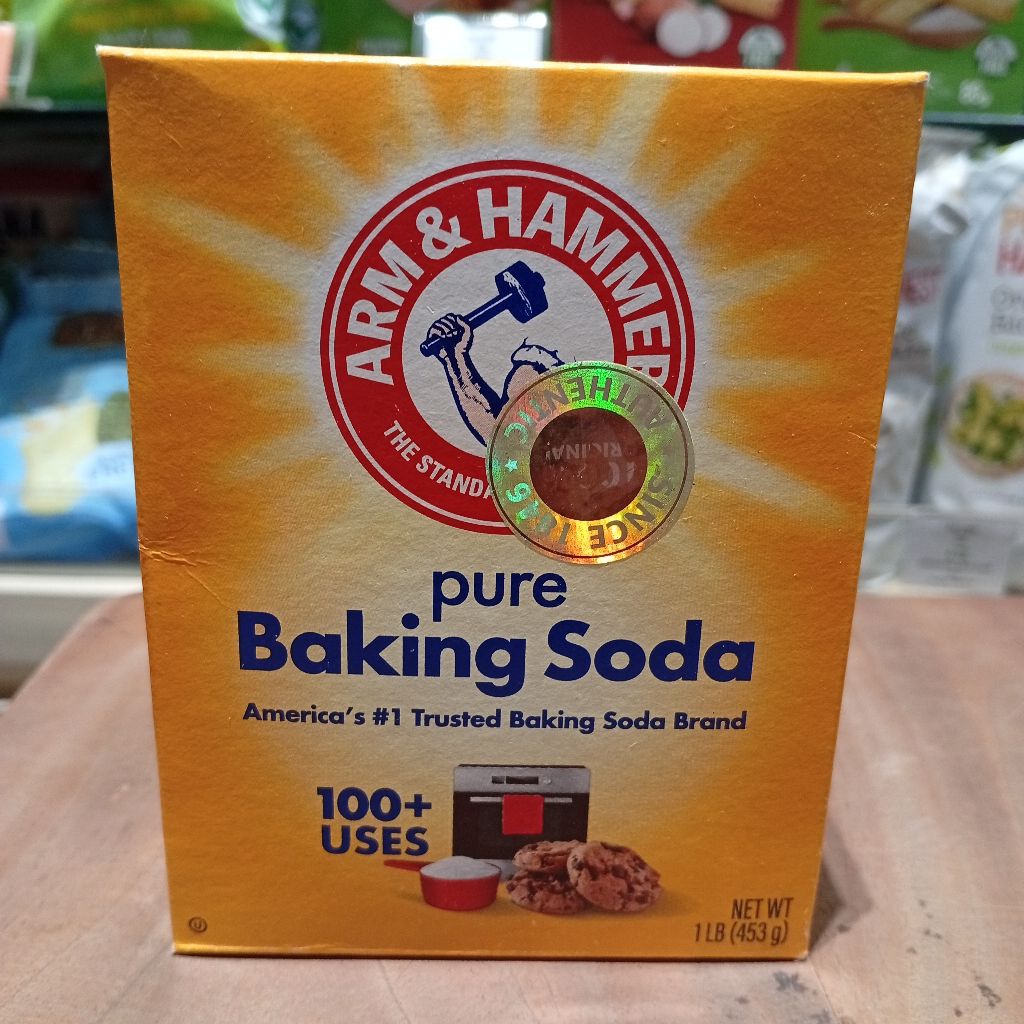 ARM & HAMMER
THE STANDA
AUTHENTIC
SINCE
pure
Baking Soda
America's #1 Trusted Baking Soda Brand
100+
USES
U
NET WT
1 LB (453 g)